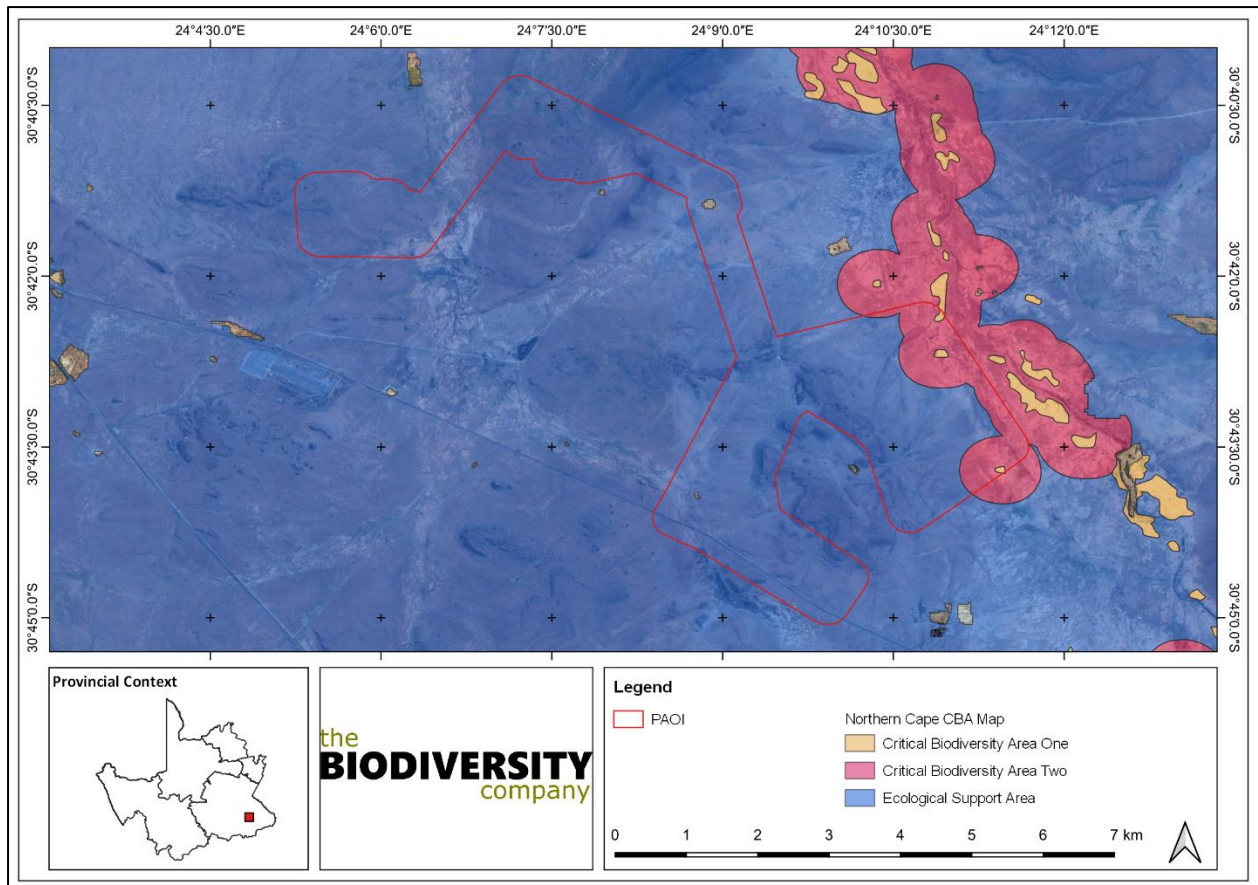 24°4'30.0"E 24°6'0.0"E 24°7'30.0"E 24°9'0.0"E 24°10'30.0"E 24°12'0.0"E
30°40'30.0"S 30°40'30.0"S
30°42'0.0"S 30°42'0.0"S
30°43'30.0"S 30°43'30.0"S
30°45'0.0"S 30°45'0.0"S
Provincial Context
the
BIODIVERSITY
company
Legend
PAOI
Northern Cape CBA Map
Critical Biodiversity Area One
Critical Biodiversity Area Two
Ecological Support Area
0 1 2 3 4 5 6 7 km